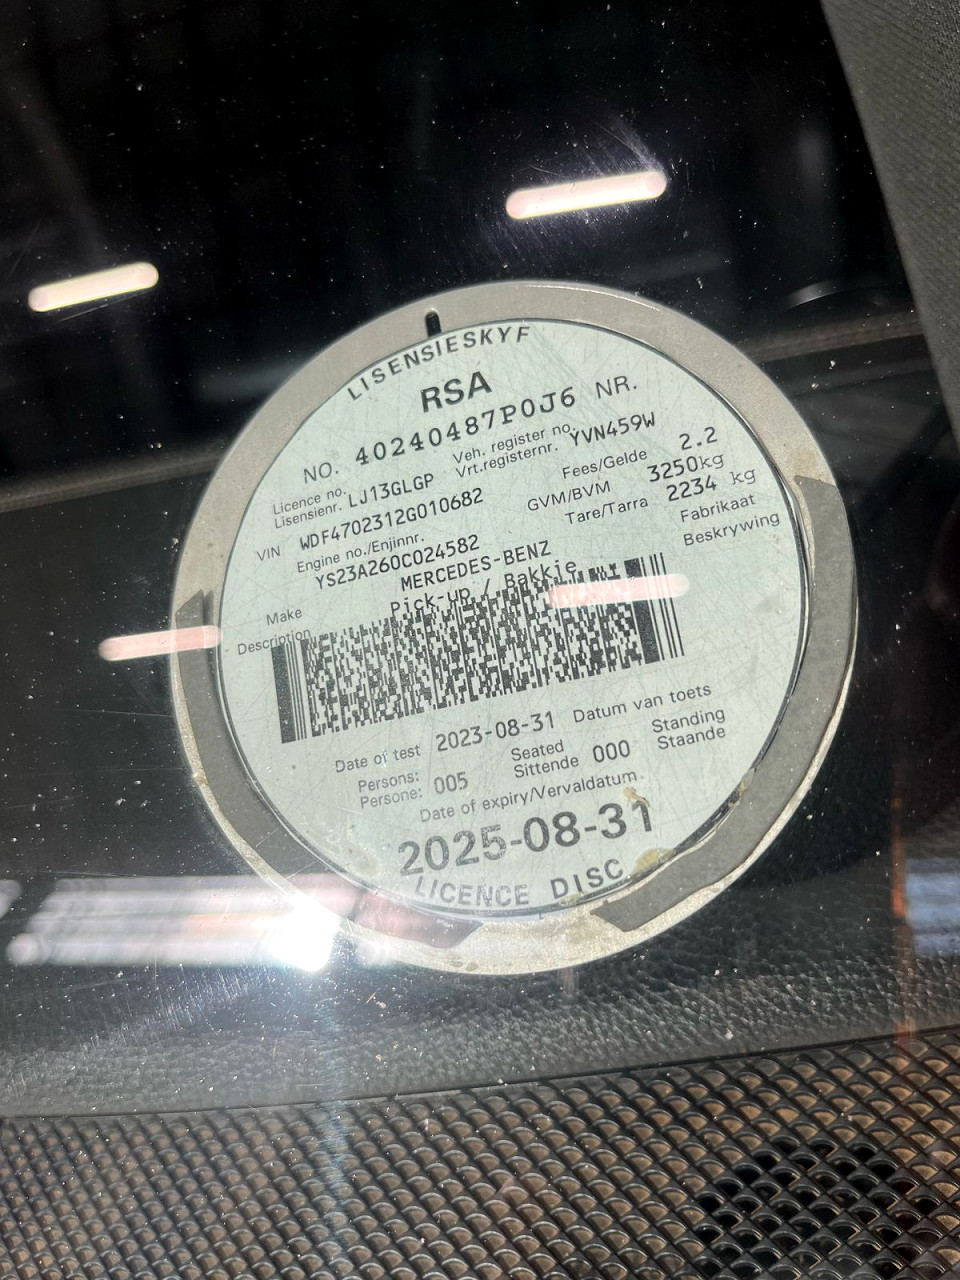 LISENSIESKYF
RSA
NO. 40240487P0J6 NR.
Licence no. Veh. register no.
Lisensienr. LJ13GLGP Vrt.registernr. YVN459W
VIN WDF4702312G010682 Fees/Gelde 2.2
Engine no./Enjinnr. GVM/BVM 3250kg
YS23A260C024582 Tare/Tarra 2234 kg
Make MERCEDES-BENZ Fabrikaat
Description Pick-up / Bakkie Beskrywing
Date of test 2023-08-31 Datum van toets
Persons: Seated Standing
Persone: 005 Sittende 000 Staande
Date of expiry/Vervaldatum.
2025-08-31
LICENCE DISC